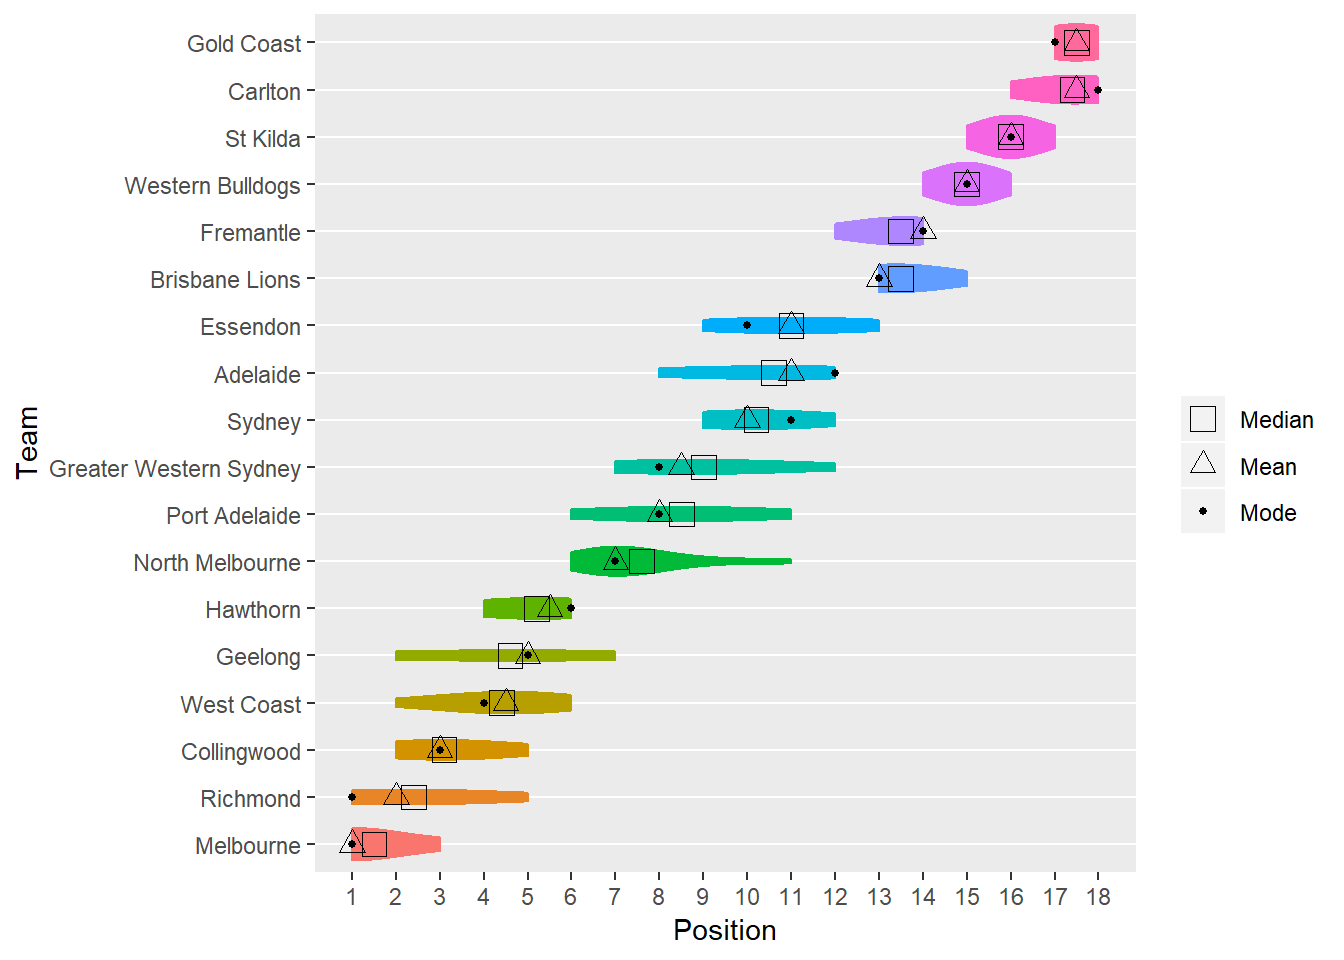 Gold Coast
Carlton
St Kilda
Western Bulldogs
Fremantle
Brisbane Lions
Essendon
Adelaide
Sydney
Greater Western Sydney
Port Adelaide
North Melbourne
Hawthorn
Geelong
West Coast
Collingwood
Richmond
Melbourne
Team
1 2 3 4 5 6 7 8 9 10 11 12 13 14 15 16 17 18
Position
Median
Mean
Mode